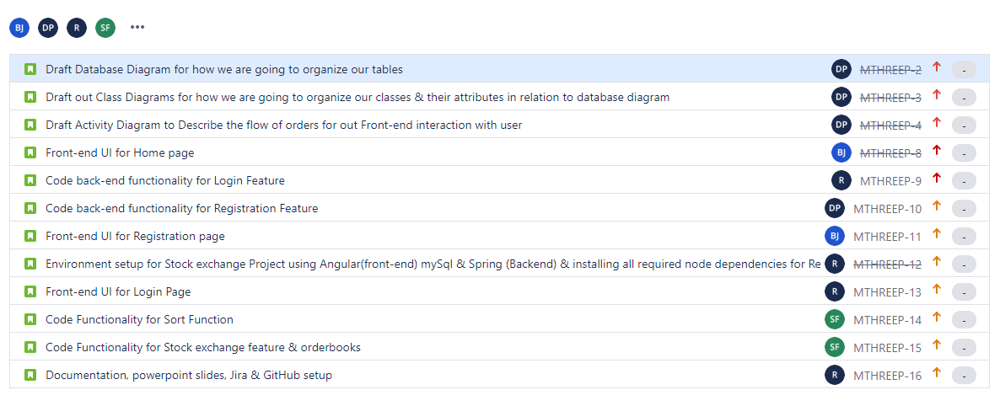 BJ DP R SF •••
Draft Database Diagram for how we are going to organize our tables DP MTHREEP-2 -
Draft out Class Diagrams for how we are going to organize our classes & their attributes in relation to database diagram DP MTHREEP-3 -
Draft Activity Diagram to Describe the flow of orders for out Front-end interaction with user DP MTHREEP-4 -
Front-end UI for Home page BJ MTHREEP-8 -
Code back-end functionality for Login Feature R MTHREEP-9 -
Code back-end functionality for Registration Feature DP MTHREEP-10 -
Front-end UI for Registration page BJ MTHREEP-11 -
Environment setup for Stock exchange Project using Angular(front-end) mySql & Spring (Backend) & installing all required node dependencies for Re R MTHREEP-12 -
Front-end UI for Login Page R MTHREEP-13 -
Code Functionality for Sort Function SF MTHREEP-14 -
Code Functionality for Stock exchange feature & orderbooks SF MTHREEP-15 -
Documentation, powerpoint slides, Jira & GitHub setup R MTHREEP-16 -